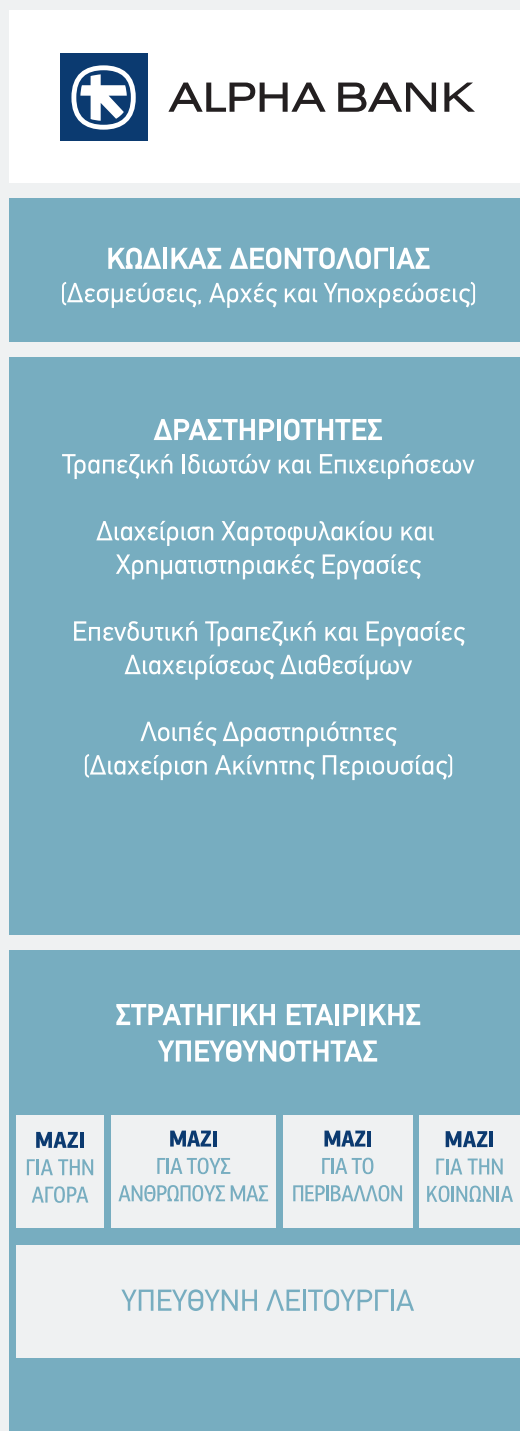 ALPHA BANK
ΚΩΔΙΚΑΣ ΔΕΟΝΤΟΛΟΓΙΑΣ
(Δεσμεύσεις, Αρχές και Υποχρεώσεις)
ΔΡΑΣΤΗΡΙΟΤΗΤΕΣ
Τραπεζική Ιδιωτών και Επιχειρήσεων
Διαχείριση Χαρτοφυλακίου και
Χρηματιστηριακές Εργασίες
Επενδυτική Τραπεζική και Εργασίες
Διαχειρίσεως Διαθεσίμων
Λοιπές Δραστηριότητες
(Διαχείριση Ακίνητης Περιουσίας)
ΣΤΡΑΤΗΓΙΚΗ ΕΤΑΙΡΙΚΗΣ
ΥΠΕΥΘΥΝΟΤΗΤΑΣ
ΜΑΖΙ
ΓΙΑ ΤΗΝ
ΑΓΟΡΑ
ΜΑΖΙ
ΓΙΑ ΤΟΥΣ
ΑΝΘΡΩΠΟΥΣ ΜΑΣ
ΜΑΖΙ
ΓΙΑ ΤΟ
ΠΕΡΙΒΑΛΛΟΝ
ΜΑΖΙ
ΓΙΑ ΤΗΝ
ΚΟΙΝΩΝΙΑ
ΥΠΕΥΘΥΝΗ ΛΕΙΤΟΥΡΓΙΑ